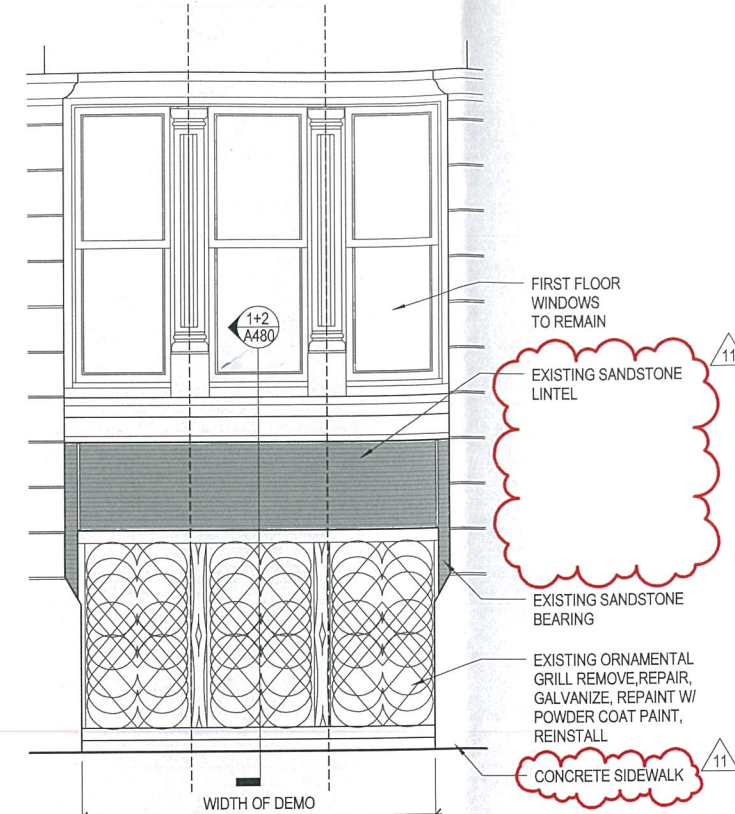 1+2
A480
FIRST FLOOR
WINDOWS
TO REMAIN
11
EXISTING SANDSTONE
LINTEL
EXISTING SANDSTONE
BEARING
EXISTING ORNAMENTAL
GRILL REMOVE,REPAIR,
GALVANIZE, REPAINT W/
POWDER COAT PAINT,
REINSTALL
11
CONCRETE SIDEWALK
WIDTH OF DEMO